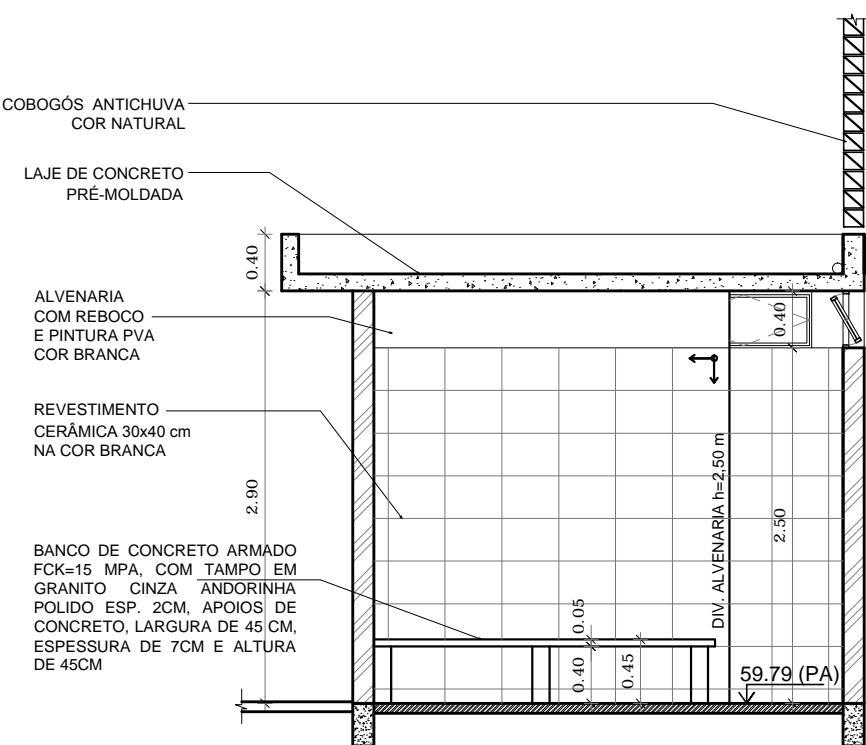 COBOGÓS ANTICHUVA
COR NATURAL
LAJE DE CONCRETO
PRÉ-MOLDADA
0.40
ALVENARIA
COM REBOCO
E PINTURA PVA
COR BRANCA
0.40
REVESTIMENTO
CERÂMICA 30x40 cm
NA COR BRANCA
2.90
DIV. ALVENARIA h=2,50 m
2.50
BANCO DE CONCRETO ARMADO
FCK=15 MPA, COM TAMPO EM
GRANITO CINZA ANDORINHA
POLIDO ESP. 2CM, APOIOS DE
CONCRETO, LARGURA DE 45 CM,
ESPESSURA DE 7CM E ALTURA
DE 45CM
0.05
0.40
0.45
59.79 (PA)